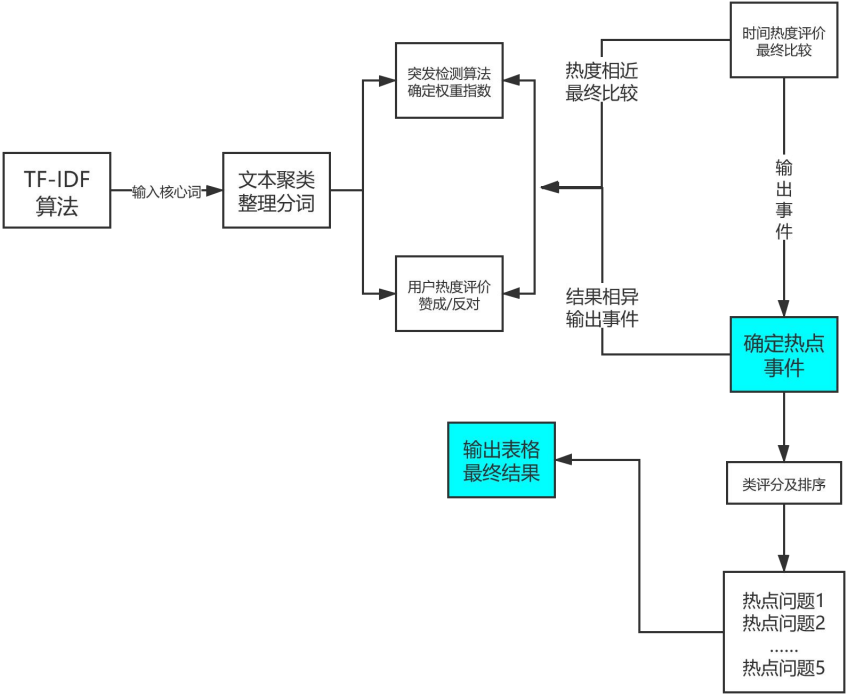 TF-IDF
算法
输入核心词
文本聚类
整理分词
突发检测算法
确定权重指数
用户热度评价
赞成/反对
热度相近
最终比较
结果相异
输出事件
时间热度评价
最终比较
输
出
事
件
确定热点
事件
类评分及排序
热点问题1
热点问题2
......
热点问题5
输出表格
最终结果